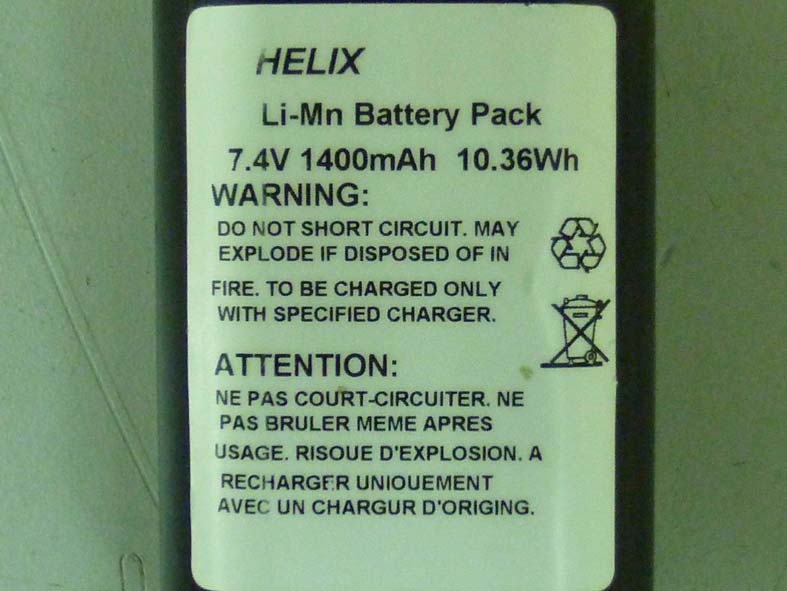 HELIX
Li-Mn Battery Pack
7.4V 1400mAh 10.36Wh
WARNING:
DO NOT SHORT CIRCUIT. MAY
EXPLODE IF DISPOSED OF IN
FIRE. TO BE CHARGED ONLY
WITH SPECIFIED CHARGER.
ATTENTION:
NE PAS COURT-CIRCUITER. NE
PAS BRULER MEME APRES
USAGE. RISOUE D'EXPLOSION. A
RECHARGER UNIOUEMENT
AVEC UN CHARGUR D'ORIGING.